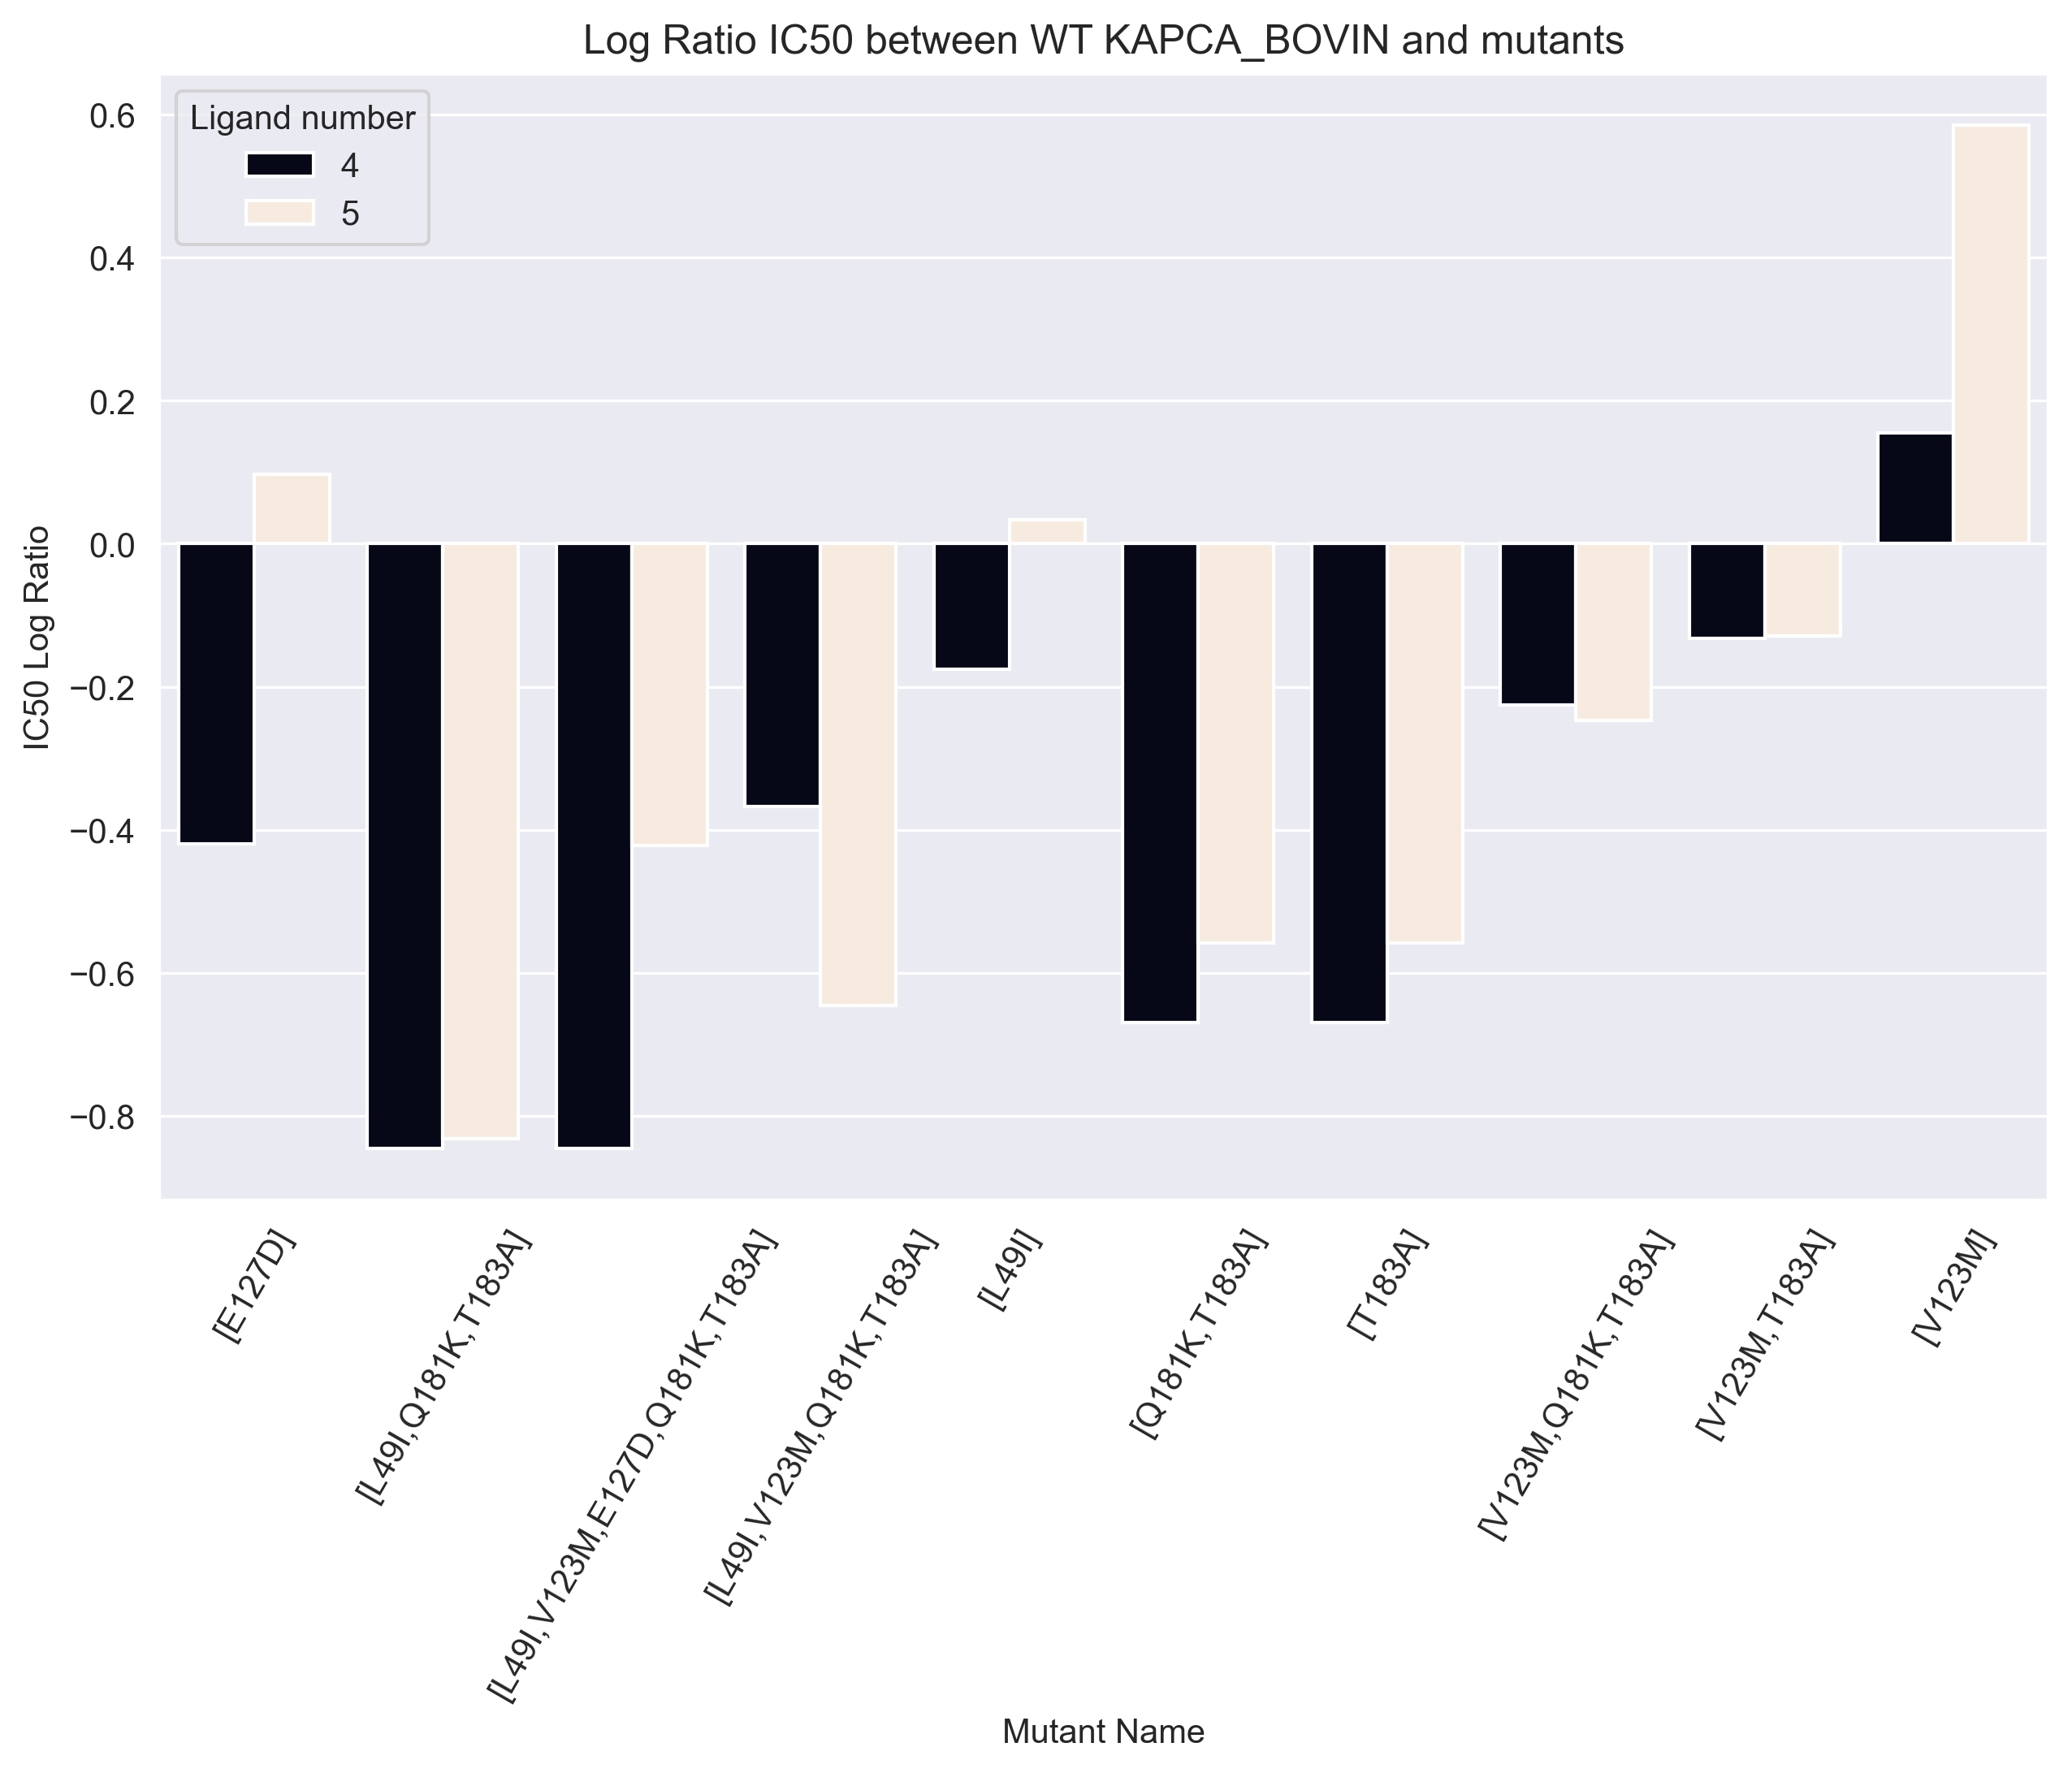 Log Ratio IC50 between WT KAPCA_BOVIN and mutants
Ligand number
4
5
IC50 Log Ratio
0.6
0.4
0.2
0.0
−0.2
−0.4
−0.6
−0.8
[E127D]
[L49I,Q181K,T183A]
[L49I,V123M,E127D,Q181K,T183A]
[L49I,V123M,Q181K,T183A]
[L49I]
[Q181K,T183A]
[T183A]
[V123M,Q181K,T183A]
[V123M,T183A]
[V123M]
Mutant Name